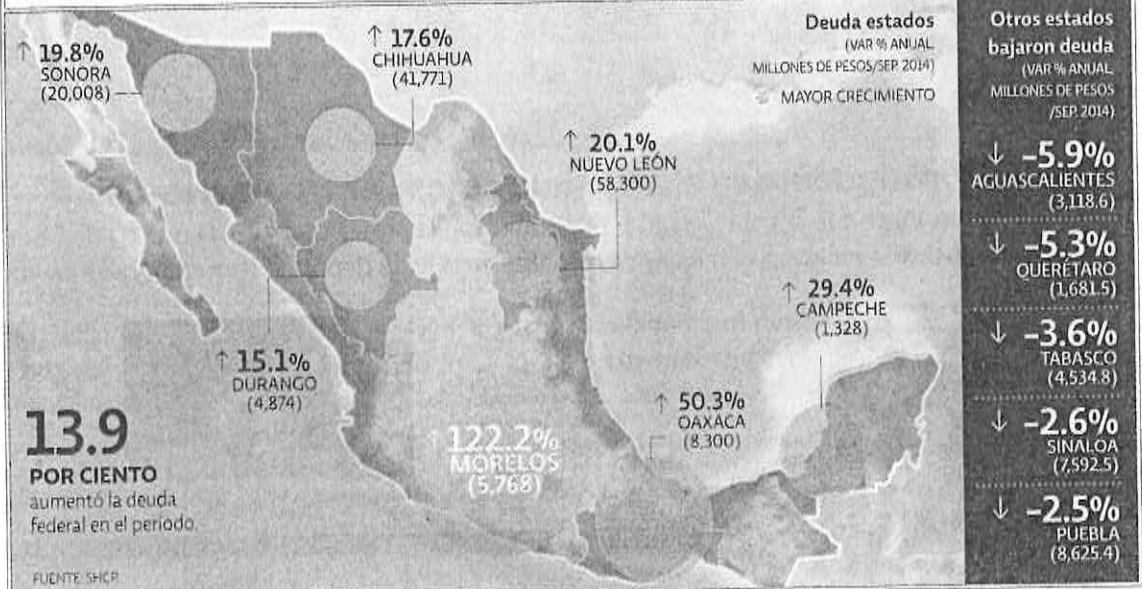 Deuda estados
(VAR % ANUAL
MILLONES DE PESOS/SEP. 2014)
MAYOR CRECIMIENTO
↑ 19.8%
SONORA
(20,008)
↑ 17.6%
CHIHUAHUA
(41,771)
↑ 20.1%
NUEVO LEÓN
(58,300)
↑ 29.4%
CAMPECHE
(1,328)
↑ 15.1%
DURANGO
(4,874)
↑ 50.3%
OAXACA
(8,300)
↑ 122.2%
MORELOS
(5,768)
13.9
POR CIENTO
aumentó la deuda
federal en el periodo.
FUENTE: SHCP
Otros estados
bajaron deuda
(VAR % ANUAL
MILLONES DE PESOS
/SEP. 2014)
↓ -5.9%
AGUASCALIENTES
(3,118.6)
↓ -5.3%
QUERÉTARO
(1,681.5)
↓ -3.6%
TABASCO
(4,534.8)
↓ -2.6%
SINALOA
(7,592.5)
↓ -2.5%
PUEBLA
(8,625.4)